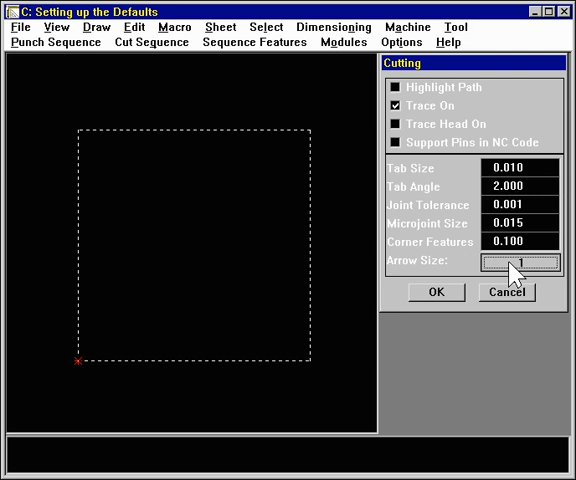 C: Setting up the Defaults
File View Draw Edit Macro Sheet Select Dimensioning Machine Tool
Punch Sequence Cut Sequence Sequence Features Modules Options Help
Cutting
Highlight Path
Trace On
Trace Head On
Support Pins in NC Code
Tab Size 0.010
Tab Angle 2.000
Joint Tolerance 0.001
Microjoint Size 0.015
Corner Features 0.100
Arrow Size: 1
OK Cancel